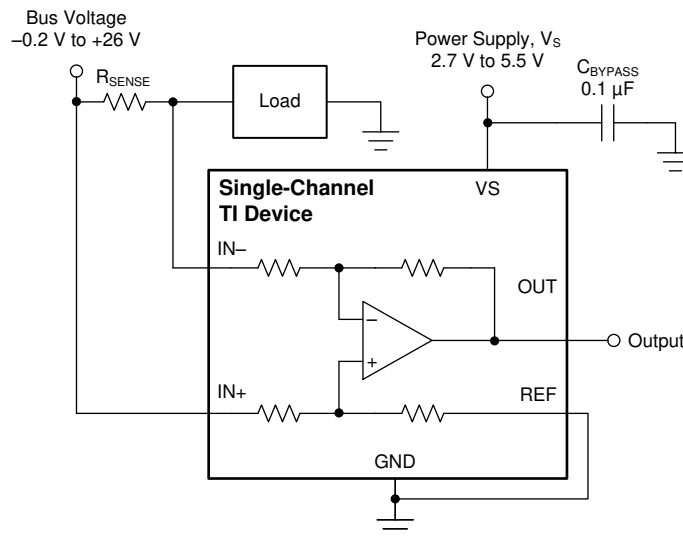 Bus Voltage
–0.2 V to +26 V
R_SENSE
Load
Power Supply, V_S
2.7 V to 5.5 V
C_BYPASS
0.1 µF
Single-Channel
TI Device
VS
IN–
OUT
–
+
Output
IN+
REF
GND